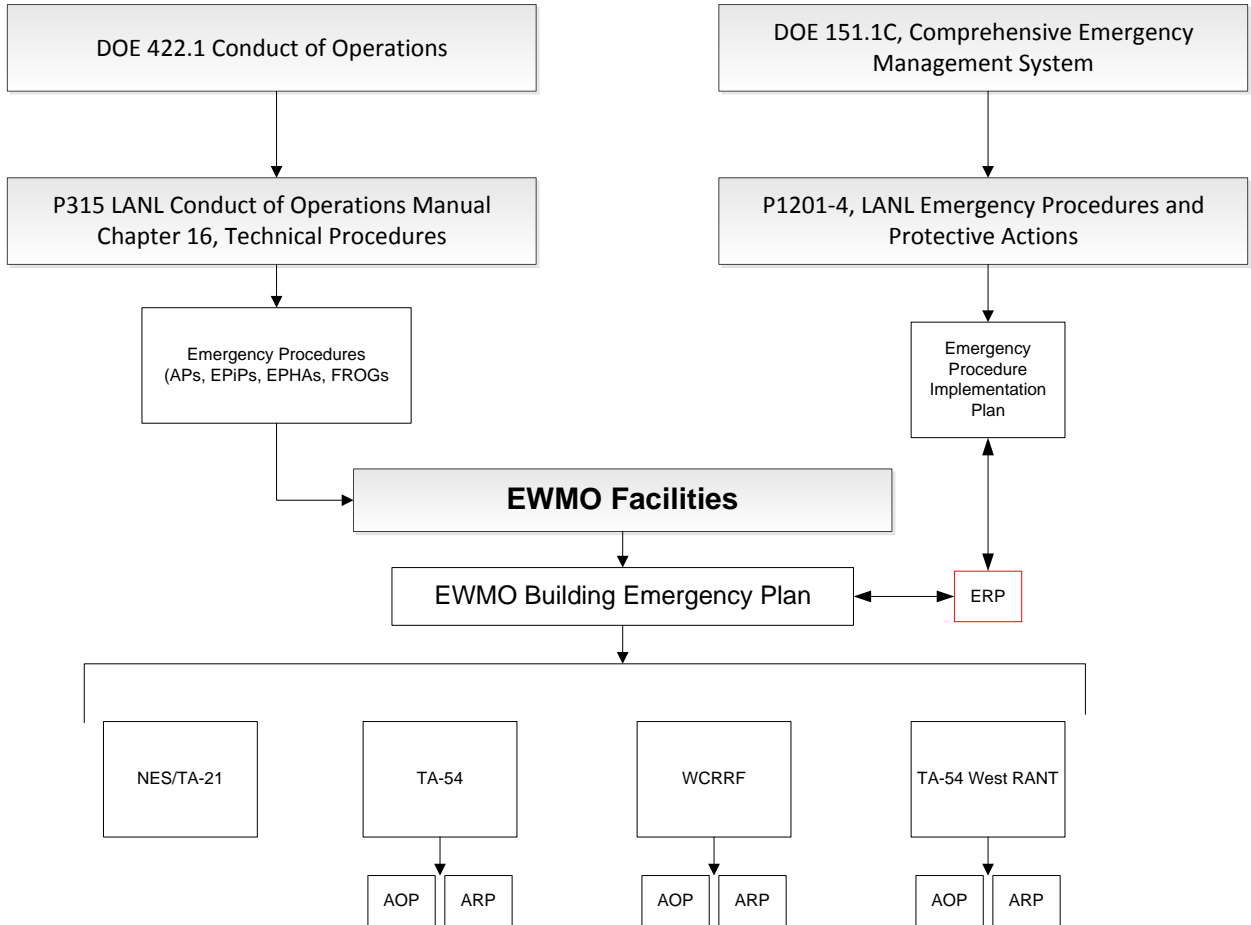 DOE 422.1 Conduct of Operations
DOE 151.1C, Comprehensive Emergency
Management System
P315 LANL Conduct of Operations Manual
Chapter 16, Technical Procedures
P1201-4, LANL Emergency Procedures and
Protective Actions
Emergency Procedures
(APs, EPiPs, EPHAs, FROGs
Emergency
Procedure
Implementation
Plan
EWMO Facilities
EWMO Building Emergency Plan
ERP
NES/TA-21
TA-54
WCRRF
TA-54 West RANT
AOP
ARP
AOP
ARP
AOP
ARP